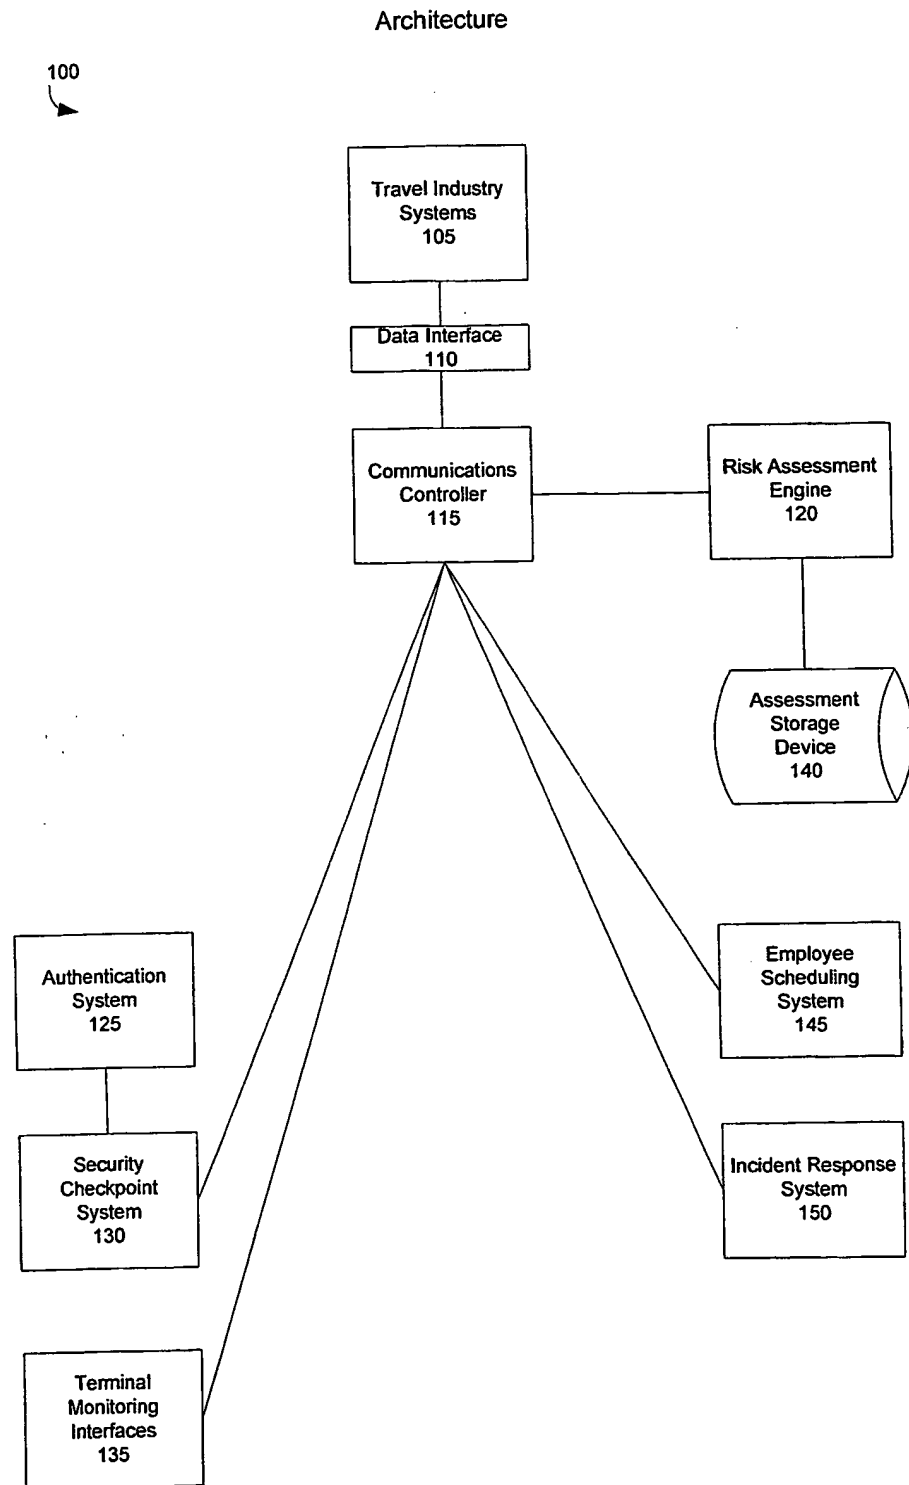 Architecture
100
Travel Industry
Systems
105
Data Interface
110
Communications
Controller
115
Risk Assessment
Engine
120
Assessment
Storage
Device
140
Authentication
System
125
Employee
Scheduling
System
145
Security
Checkpoint
System
130
Incident Response
System
150
Terminal
Monitoring
Interfaces
135